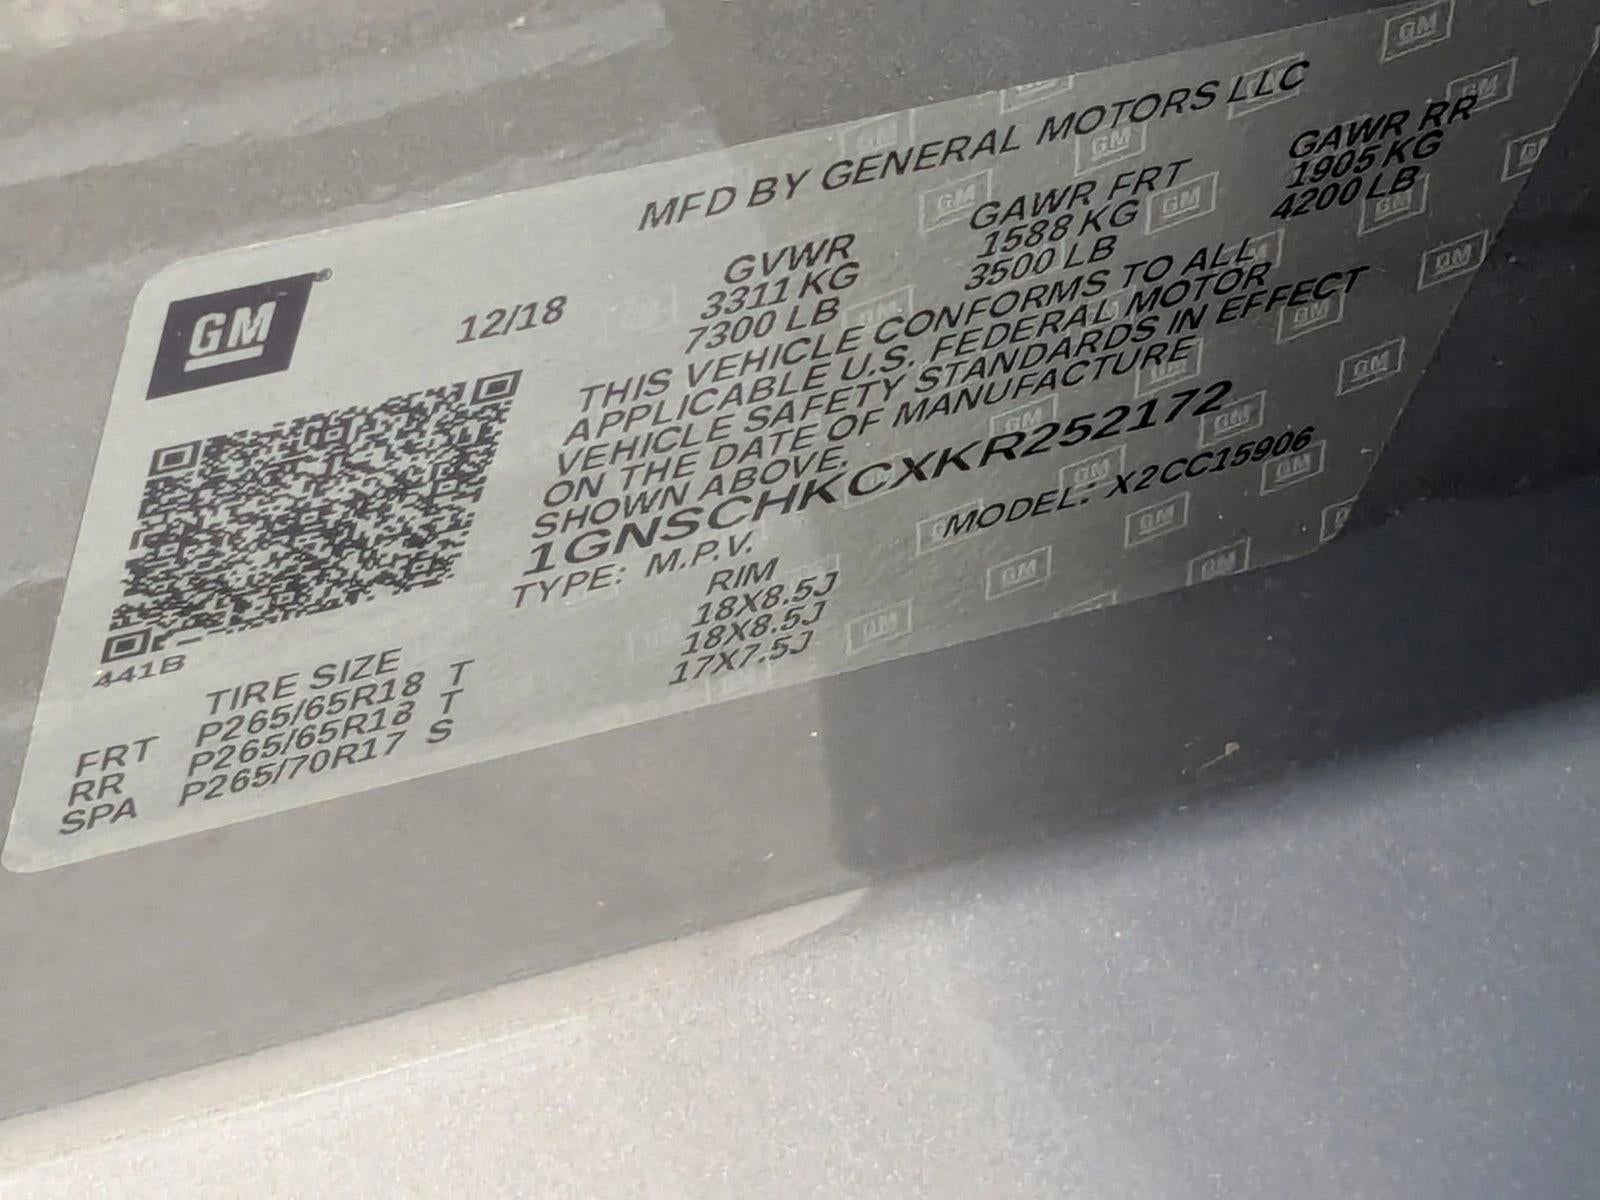 MFD BY GENERAL MOTORS LLC
GM®
12/18
GVWR GAWR FRT GAWR RR
3311 KG 1588 KG 1905 KG
7300 LB 3500 LB 4200 LB
THIS VEHICLE CONFORMS TO ALL
APPLICABLE U.S. FEDERAL MOTOR
VEHICLE SAFETY STANDARDS IN EFFECT
ON THE DATE OF MANUFACTURE
SHOWN ABOVE.
1GNSCHKCXKR252172
TYPE: M.P.V. MODEL: X2CC15906
441B
TIRE SIZE RIM
FRT P265/65R18 T 18X8.5J
RR P265/65R18 T 18X8.5J
SPA P265/70R17 S 17X7.5J